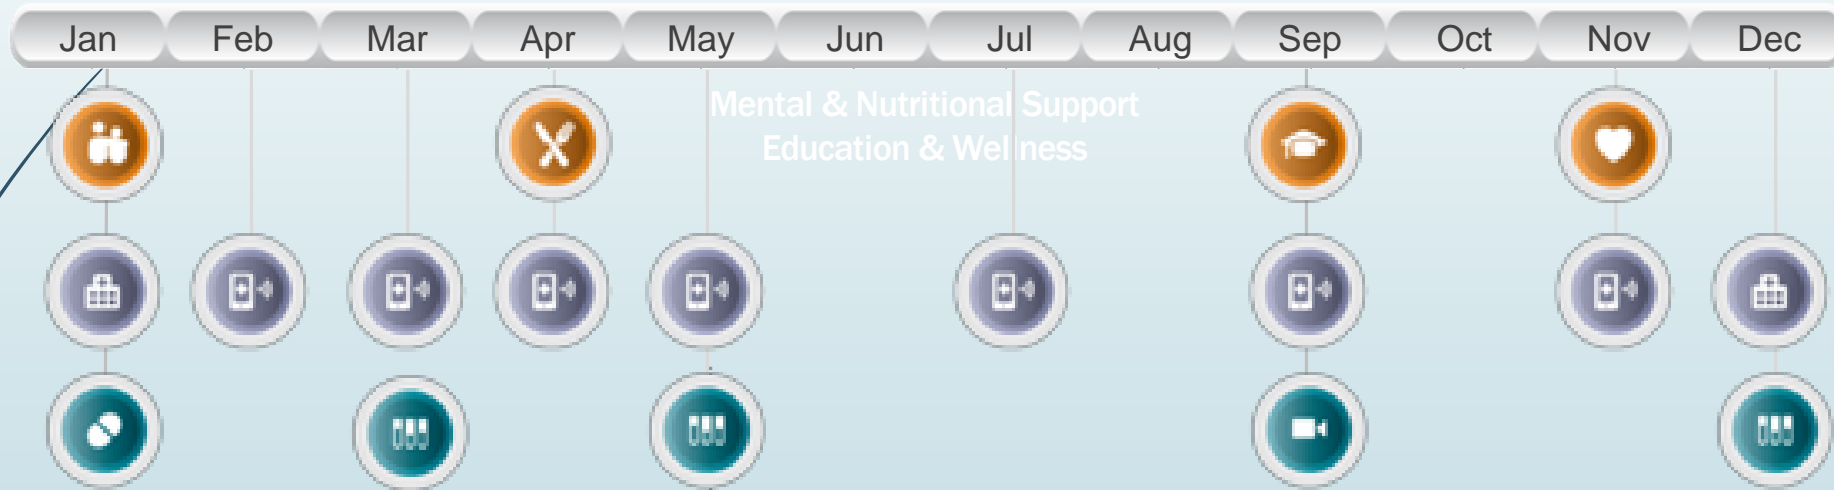 Jan Feb Mar Apr May Jun Jul Aug Sep Oct Nov Dec
Mental & Nutritional Support
Education & Wellness